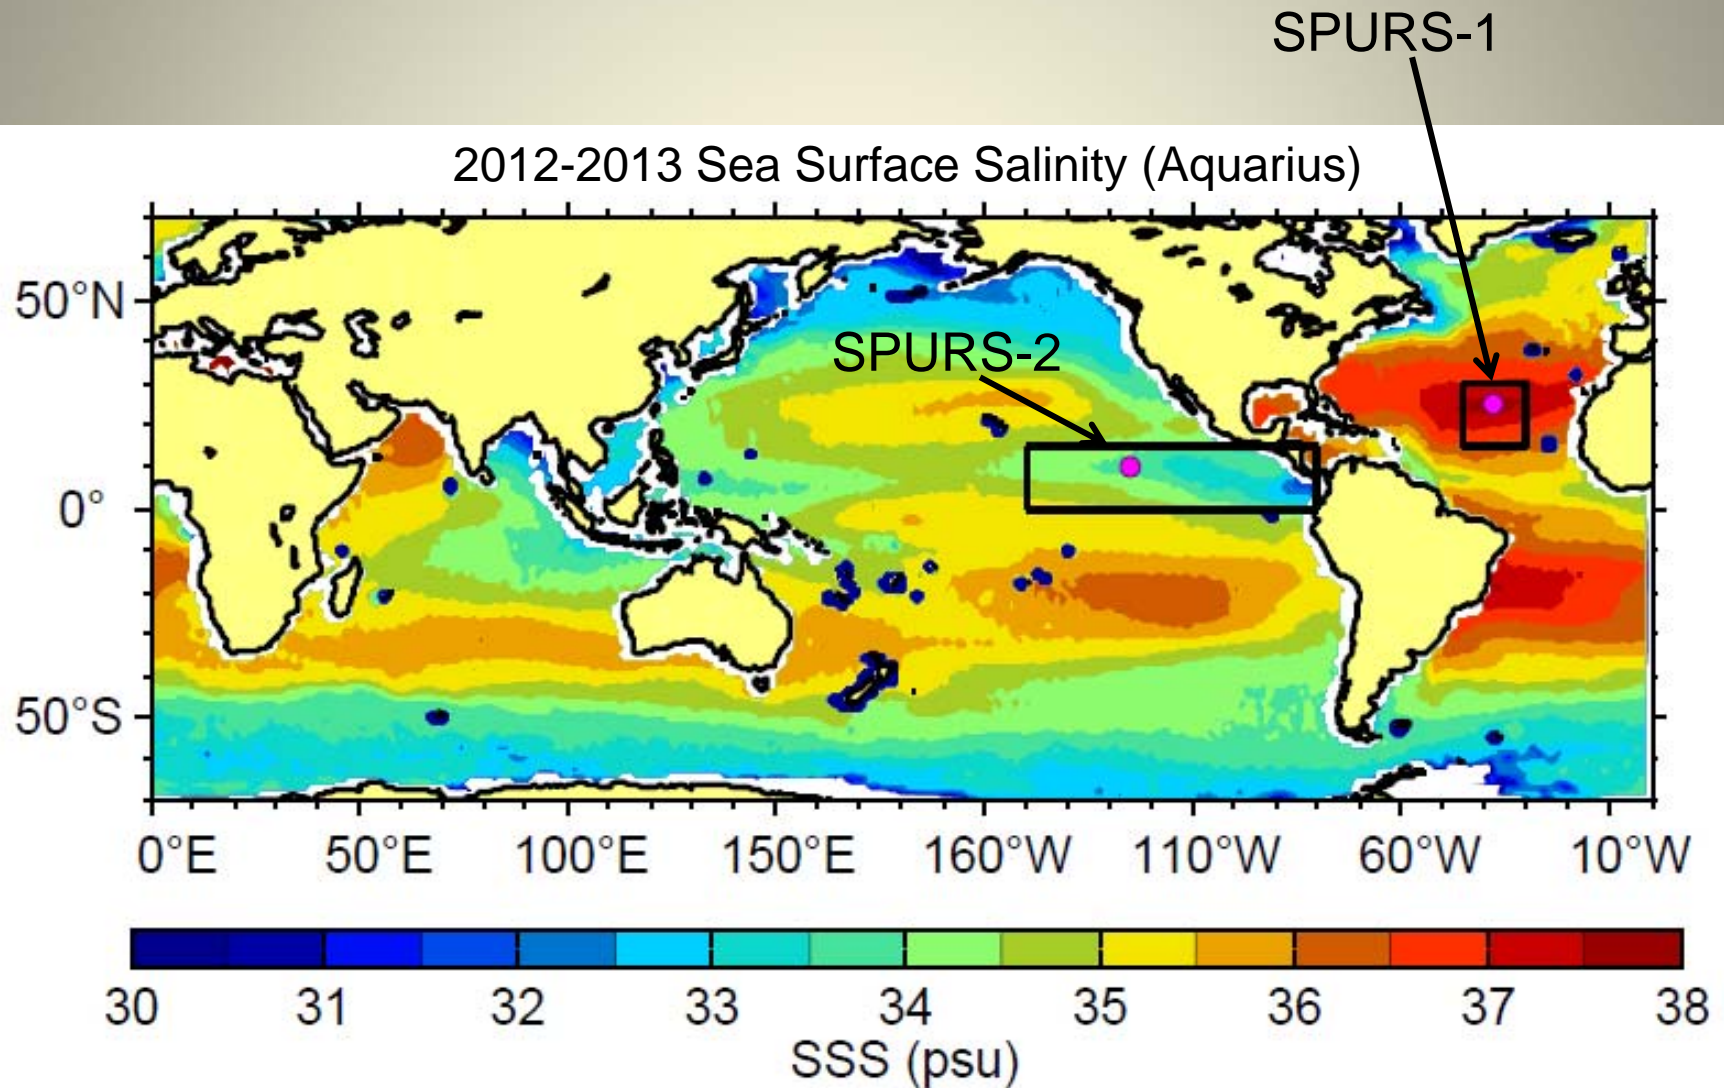 SPURS-1
2012-2013 Sea Surface Salinity (Aquarius)
50°N
SPURS-2
0°
50°S
0°E 50°E 100°E 150°E 160°W 110°W 60°W 10°W
30 31 32 33 34 35 36 37 38
SSS (psu)